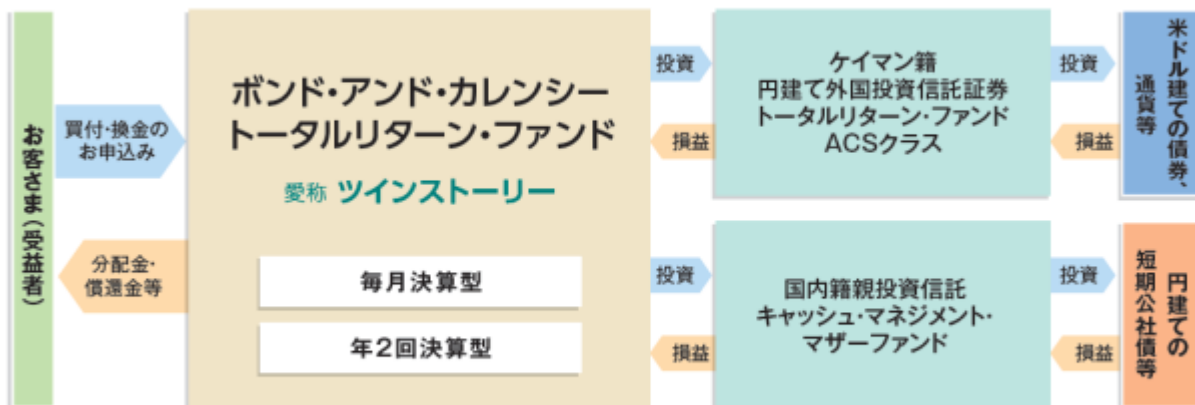 お客さま(受益者)
買付・換金の
お申込み
分配金・
償還金等
ボンド・アンド・カレンシー
トータルリターン・ファンド
愛称 ツインストーリー
毎月決算型
年2回決算型
投資
損益
ケイマン籍
円建て外国投資信託証券
トータルリターン・ファンド
ACSクラス
投資
損益
米ドル建ての債券、
通貨等
投資
損益
国内籍親投資信託
キャッシュ・マネジメント・
マザーファンド
投資
損益
円建ての
短期公社債等